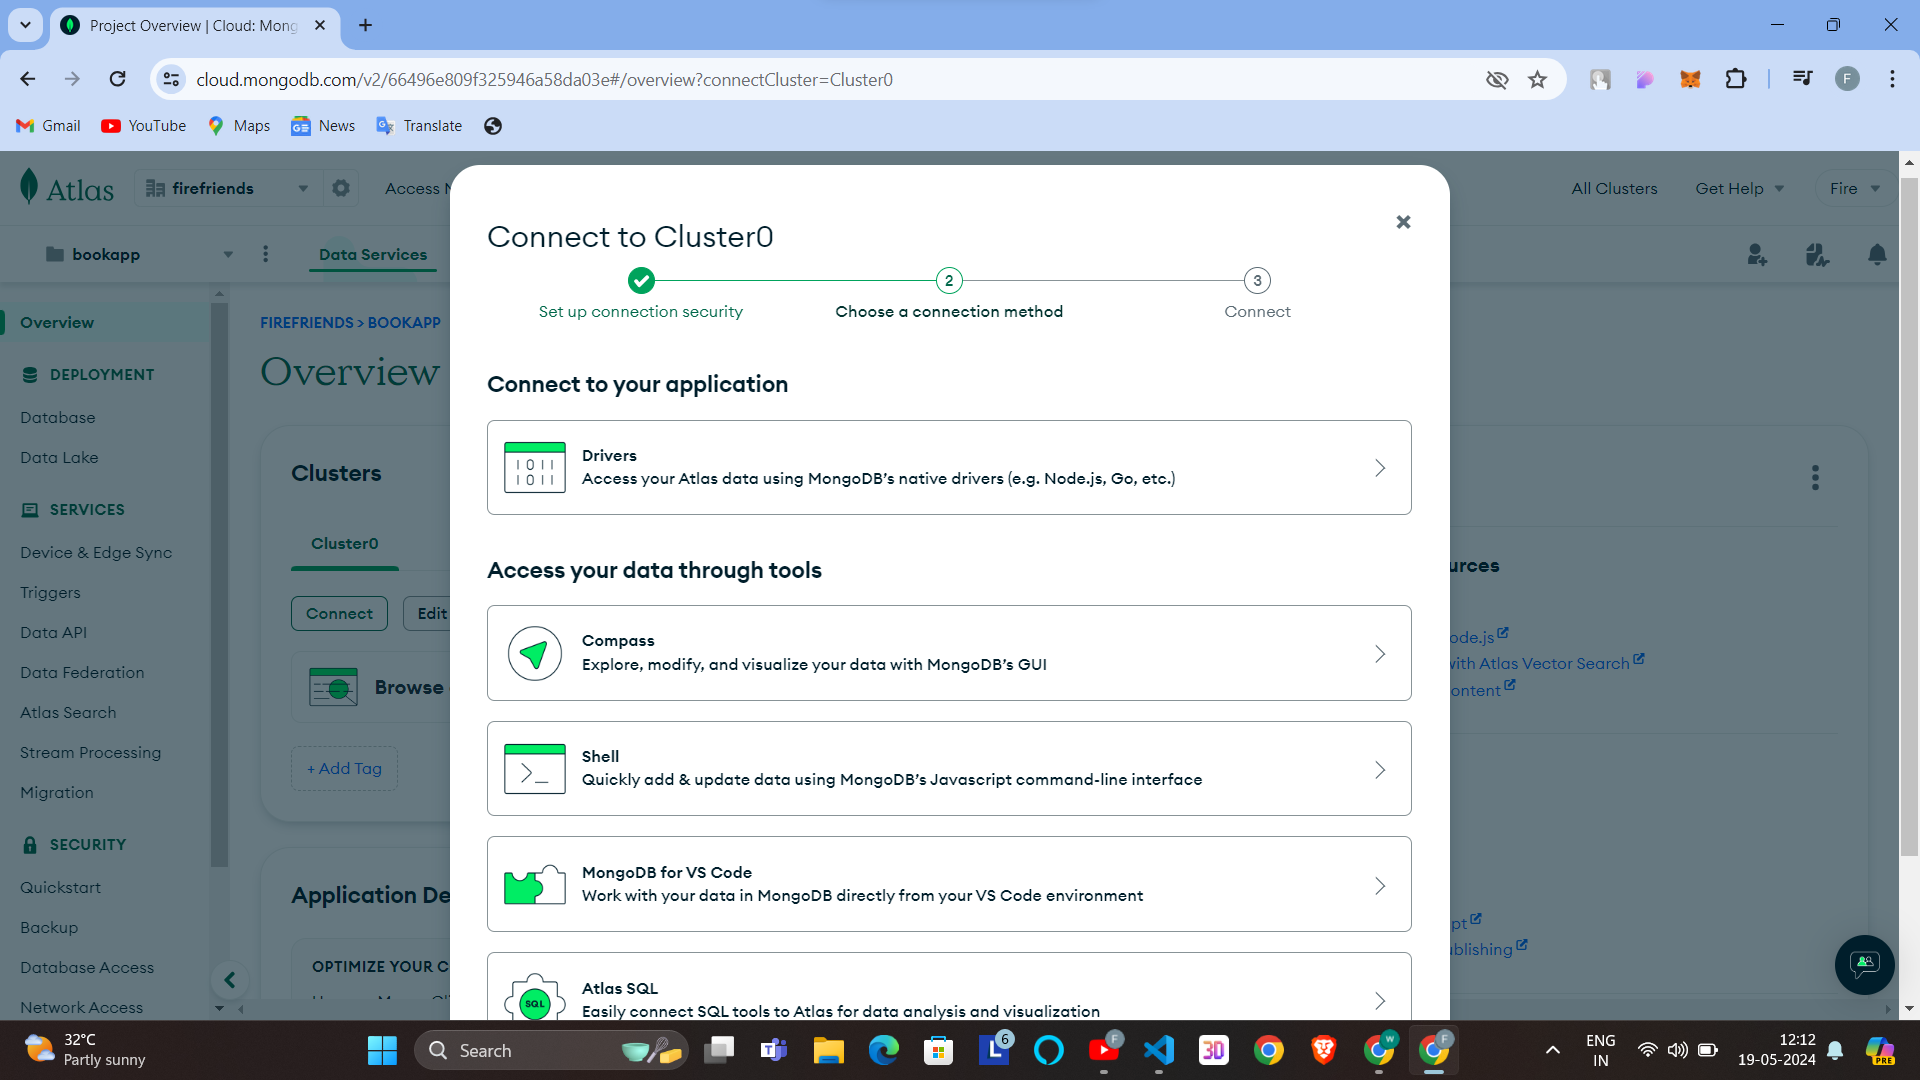 Project Overview | Cloud: Mong
cloud.mongodb.com/v2/66496e809f325946a58da03e#/overview?connectCluster=Cluster0
F
Gmail
YouTube
Maps
News
Translate
Atlas
firefriends
Access
All Clusters
Get Help
Fire
bookapp
Data Services
Overview
DEPLOYMENT
Database
Data Lake
SERVICES
Device & Edge Sync
Triggers
Data API
Data Federation
Atlas Search
Stream Processing
Migration
SECURITY
Quickstart
Backup
Database Access
Network Access
FIREFRIENDS > BOOKAPP
Overview
Clusters
Cluster0
Connect
Edit
Browse
+ Add Tag
Application De
OPTIMIZE YOUR C
Connect to Cluster0
2
3
Set up connection security
Choose a connection method
Connect
Connect to your application
Drivers
Access your Atlas data using MongoDB’s native drivers (e.g. Node.js, Go, etc.)
Access your data through tools
Compass
Explore, modify, and visualize your data with MongoDB’s GUI
Shell
Quickly add & update data using MongoDB’s Javascript command-line interface
MongoDB for VS Code
Work with your data in MongoDB directly from your VS Code environment
SQL
Atlas SQL
Easily connect SQL tools to Atlas for data analysis and visualization
urces
ode.js
with Atlas Vector Search
ontent
pt
ublishing
32°C
Partly sunny
Search
L
6
F
30
W
F
ENG
IN
12:12
19-05-2024
PRE